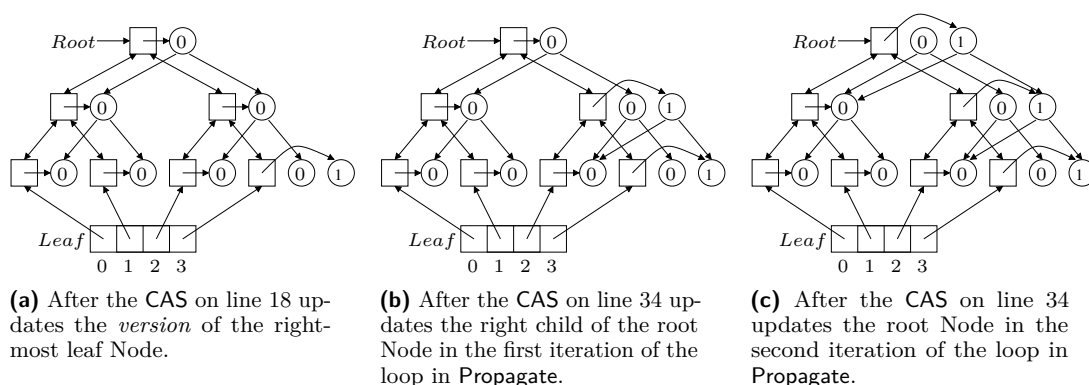 Root 0
0 0
0 0 0 0 1
Leaf
0 1 2 3
(a) After the CAS on line 18 up-
dates the version of the right-
most leaf Node.
Root 0
0 0 1
0 0 0 0 1
Leaf
0 1 2 3
(b) After the CAS on line 34 up-
dates the right child of the root
Node in the first iteration of the
loop in Propagate.
Root 0 1
0 0 1
0 0 0 0 1
Leaf
0 1 2 3
(c) After the CAS on line 34
updates the root Node in the
second iteration of the loop in
Propagate.